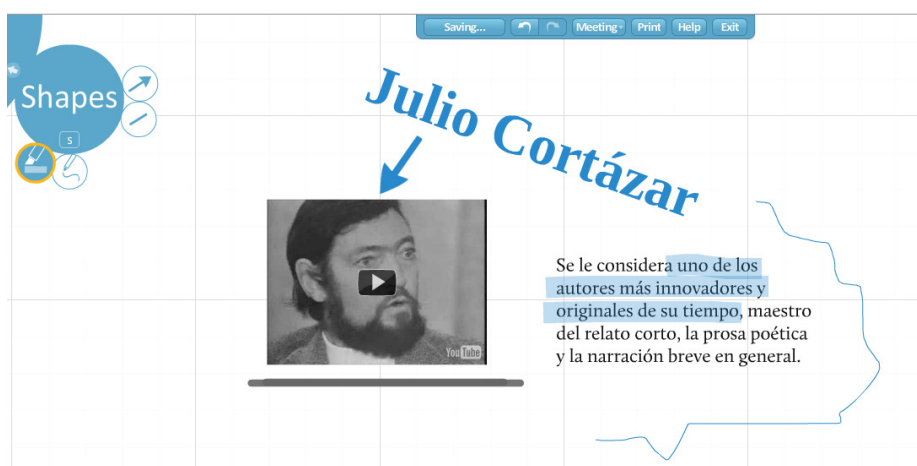 Saving...
Meeting
Print
Help
Exit
Shapes
S
Julio Cortázar
Se le considera uno de los
autores más innovadores y
originales de su tiempo, maestro
del relato corto, la prosa poética
y la narración breve en general.
YouTube